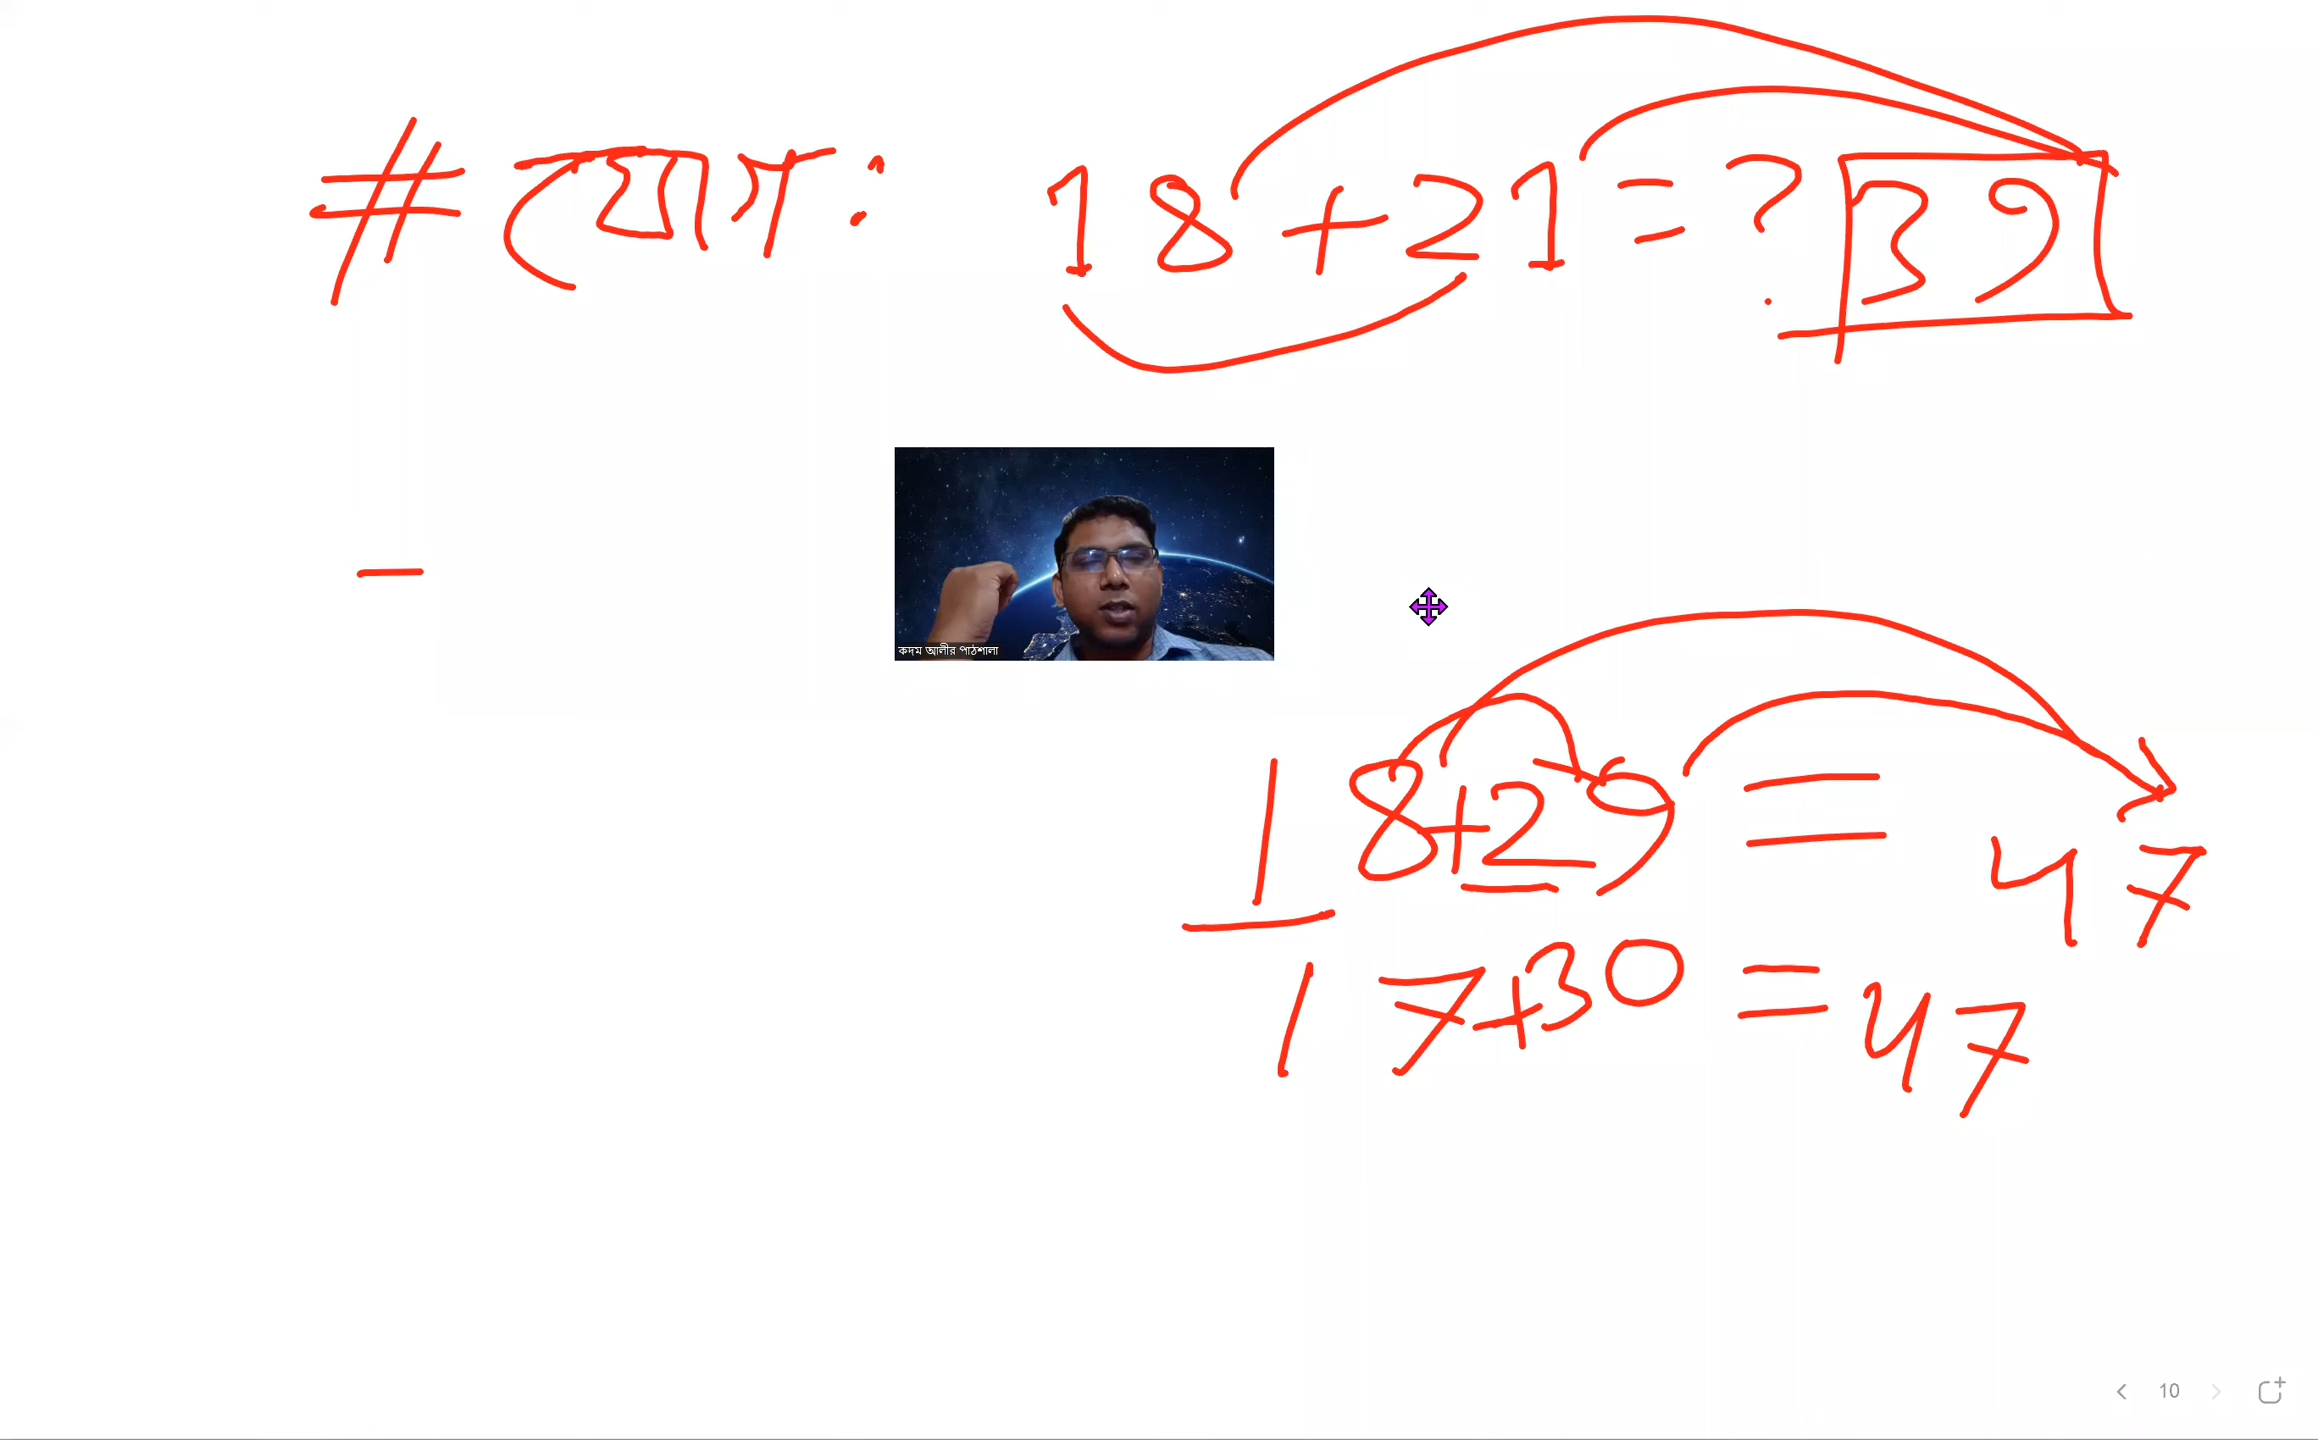 # যোগ: 18 + 21 = ? 39
-
কদম আলীর পাঠশালা
18 + 29 = 47
17 + 30 = 47
10